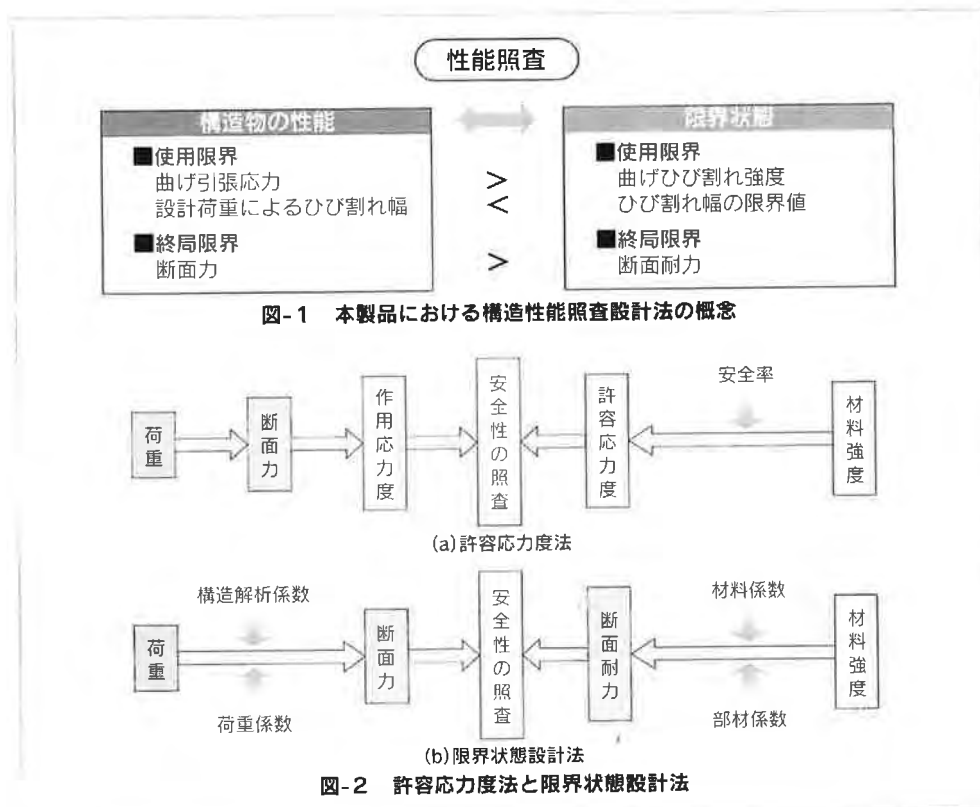 性能照査
構造物の性能
限界状態
■使用限界
曲げ引張応力
設計荷重によるひび割れ幅
■終局限界
断面力
>
<
>
■使用限界
曲げひび割れ強度
ひび割れ幅の限界値
■終局限界
断面耐力
図-1 本製品における構造性能照査設計法の概念
荷重
断面力
作用応力度
安全性の照査
許容応力度
安全率
材料強度
(a)許容応力度法
荷重
構造解析係数
荷重係数
断面力
安全性の照査
断面耐力
材料係数
部材係数
材料強度
(b)限界状態設計法
図-2 許容応力度法と限界状態設計法